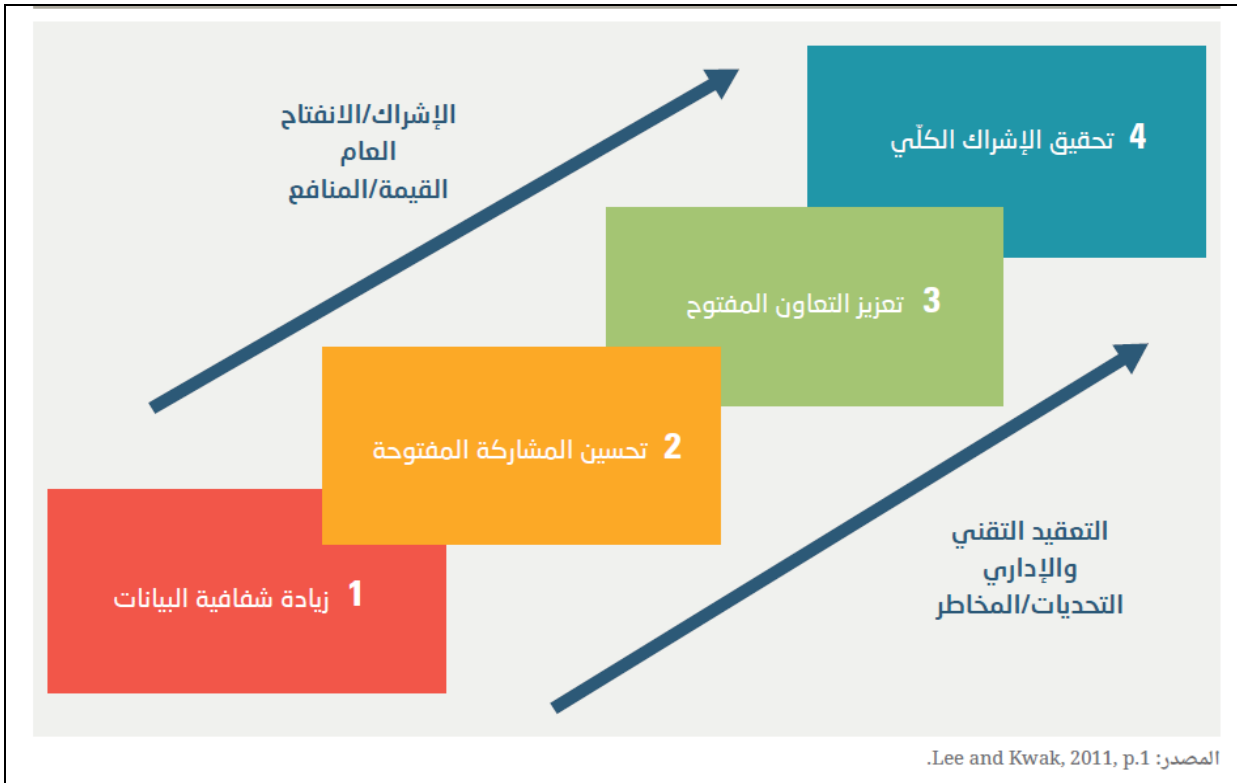 الإشراك/الانفتاح
العام
القيمة/المنافع
4 تحقيق الإشراك الكلّي
3 تعزيز التعاون المفتوح
2 تحسين المشاركة المفتوحة
1 زيادة شفافية البيانات
التعقيد التقني
والإداري
التحديات/المخاطر
المصدر: Lee and Kwak, 2011, p.1.